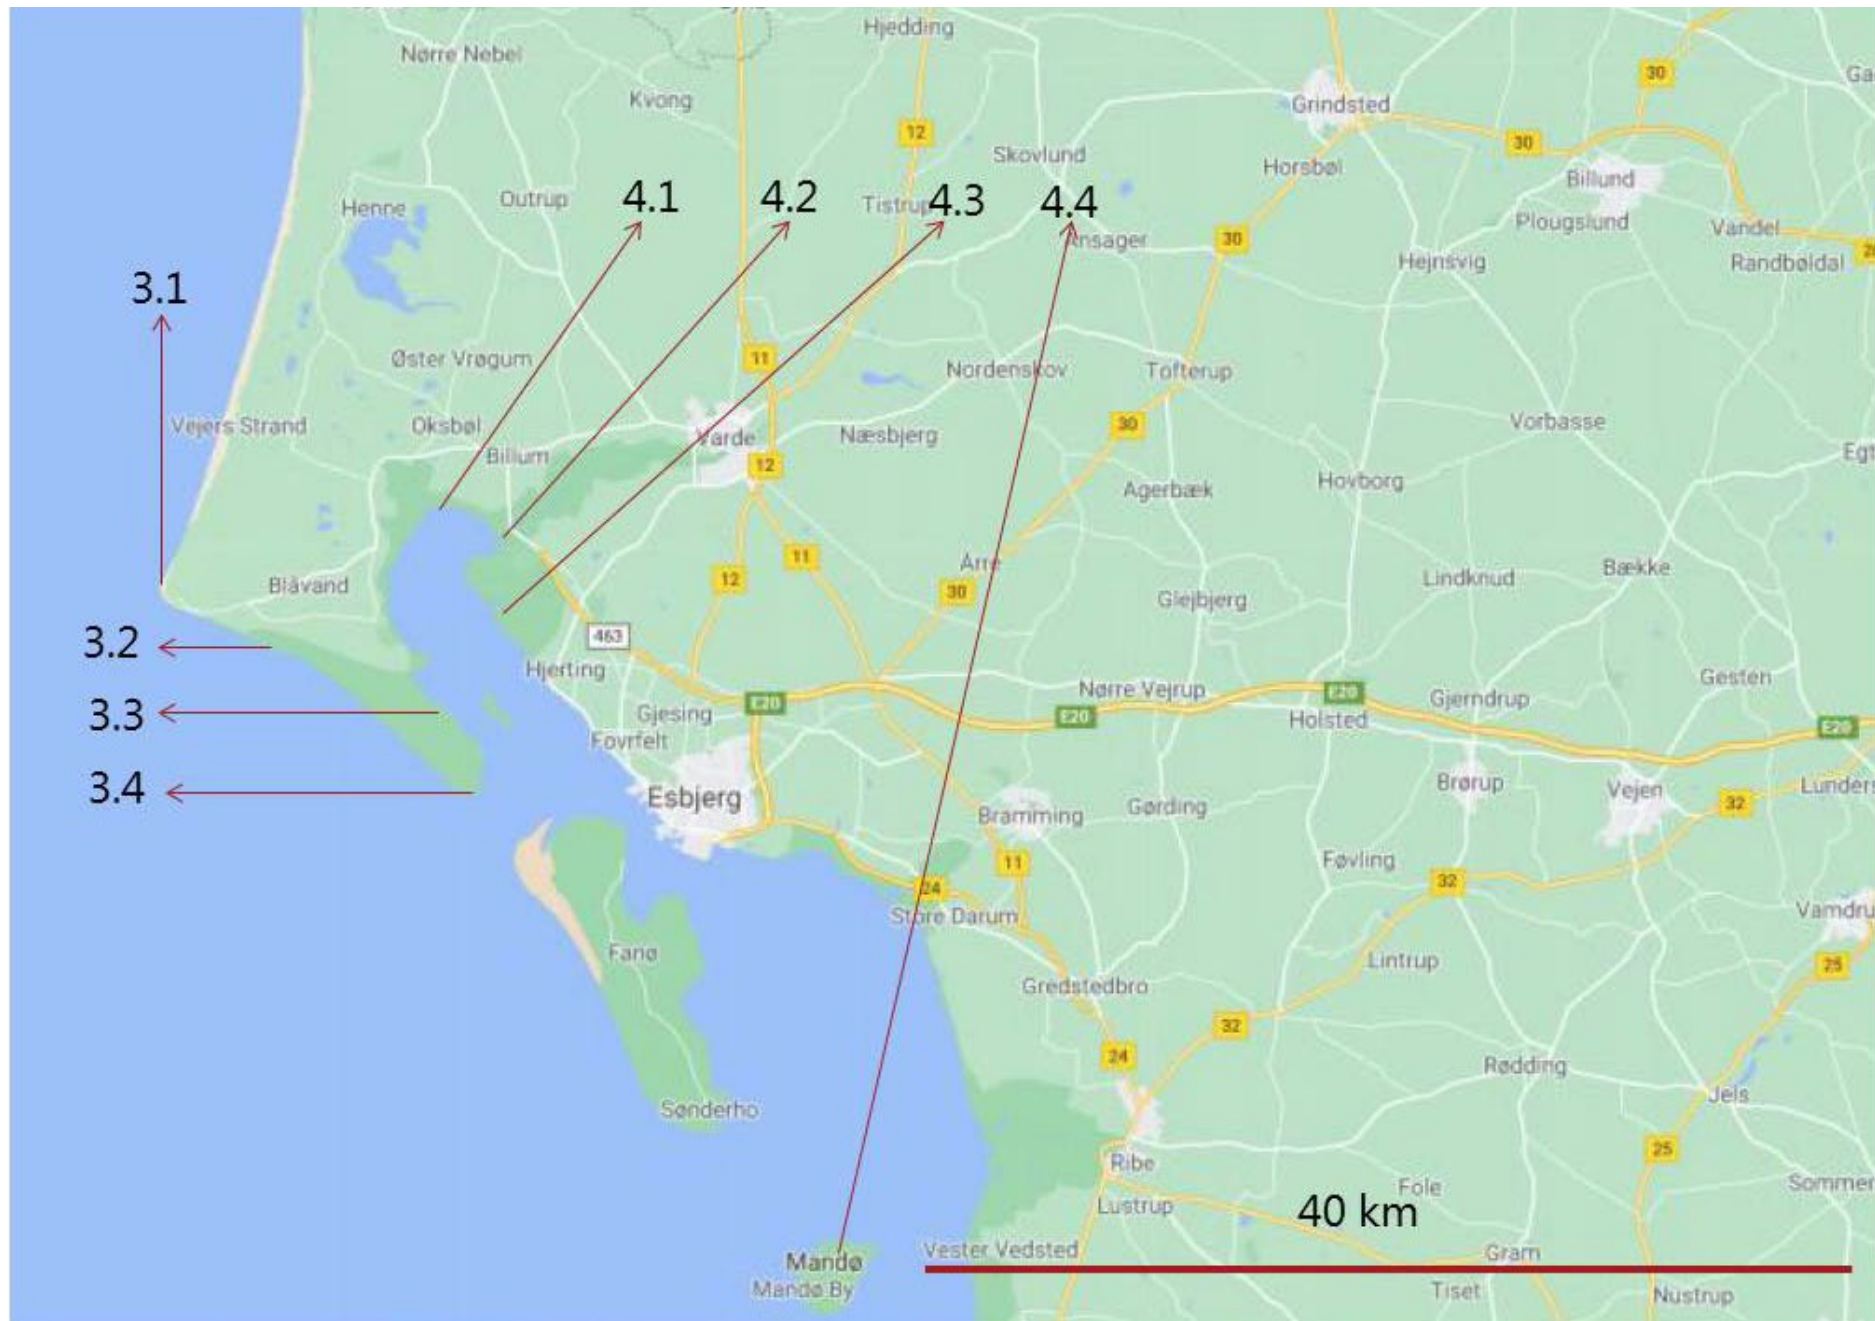 Hjedding
Nørre Nebel
30
Kvong
Grindsted
12
30
Skovlund
Horsbøl
Billund
Henne
Outrup
4.1
4.2
Tistrup
4.3
4.4
Plougslund
Vandel
Ansager
30
Hejnsvig
Randbøldal
3.1
Øster Vrøgum
11
Nordenskov
Tofterup
Vejers Strand
Oksbøl
Varde
Næsbjerg
30
Vorbasse
Billum
12
Agerbæk
Hovborg
Egt
Blåvand
12
11
Årre
30
Glejbjerg
Lindknud
Bække
3.2
463
Hjerting
Gesten
3.3
Gjesing
E20
Nørre Vejrup
E20
E20
Holsted
Gjerndrup
E20
Fovrfelt
3.4
Esbjerg
Bramming
Gørding
Brørup
Vejen
32
Lunders
11
Føvling
32
24
Store Darum
Vamdru
Fanø
Lintrup
25
Gredstedbro
32
24
Rødding
Sønderho
Jels
25
Ribe
Lustrup
Fole
Sommer
40 km
Vester Vedsted
Gram
Mandø
Mandø By
Tiset
Nustrup